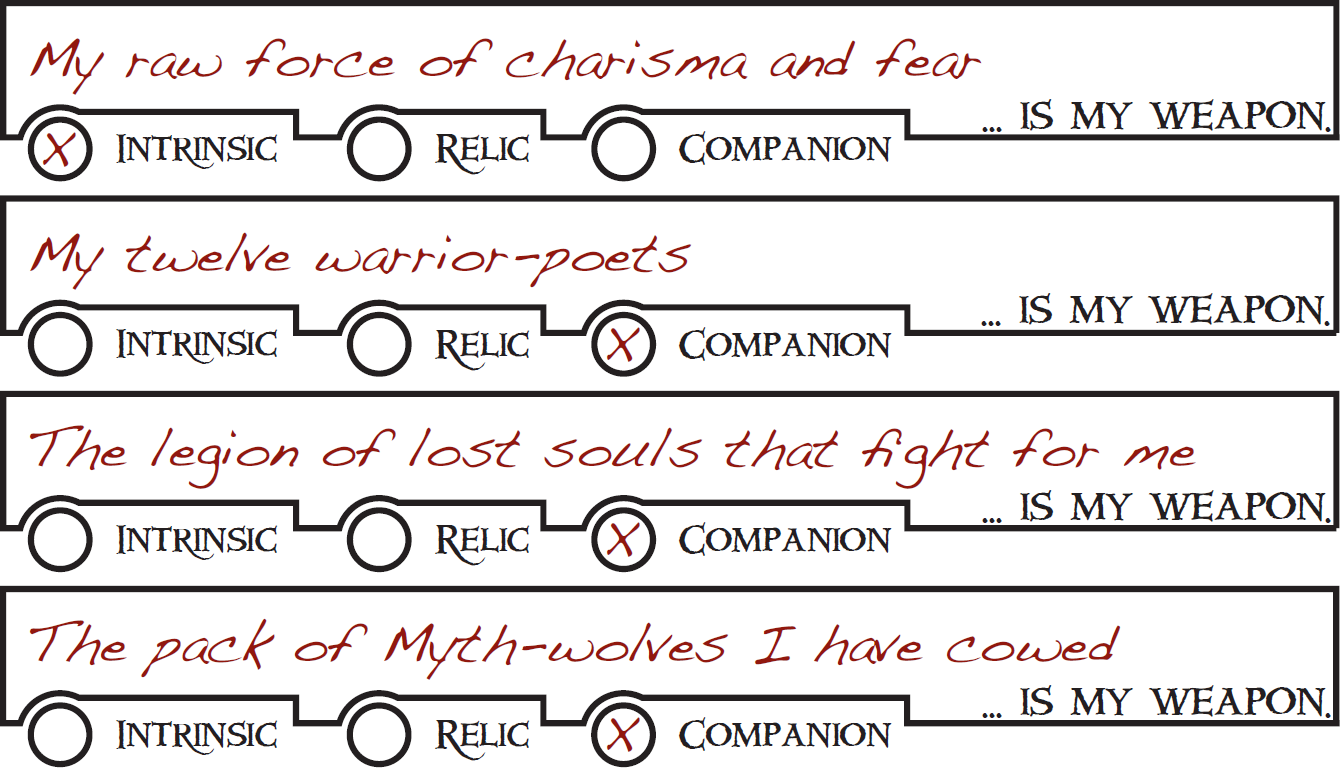 My raw force of charisma and fear
... IS MY WEAPON.
X INTRINSIC RELIC COMPANION
My twelve warrior-poets
... IS MY WEAPON.
INTRINSIC RELIC X COMPANION
The legion of lost souls that fight for me
... IS MY WEAPON.
INTRINSIC RELIC X COMPANION
The pack of Myth-wolves I have cowed
... IS MY WEAPON.
INTRINSIC RELIC X COMPANION